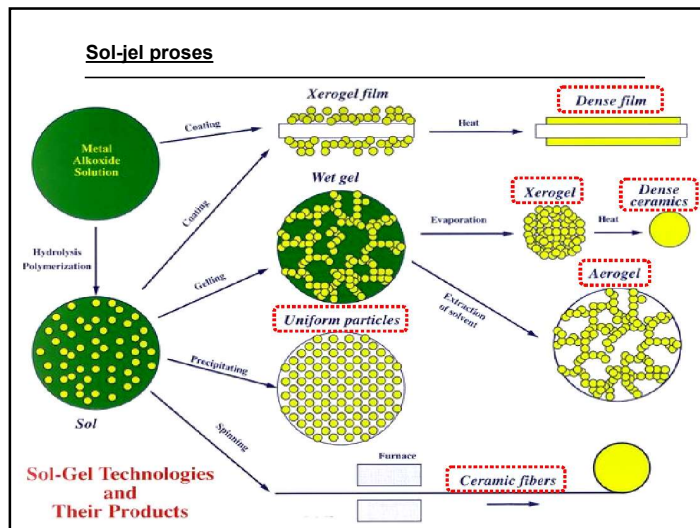 Sol-jel proses
Xerogel film
Dense film
Coating
Heat
Metal
Alkoxide
Solution
Wet gel
Coating
Xerogel
Dense
ceramics
Evaporation
Heat
Hydrolysis
Polymerization
Gelling
Aerogel
Extraction
of solvent
Uniform particles
Precipitating
Sol
Spinning
Furnace
Sol-Gel Technologies
and
Their Products
Ceramic fibers